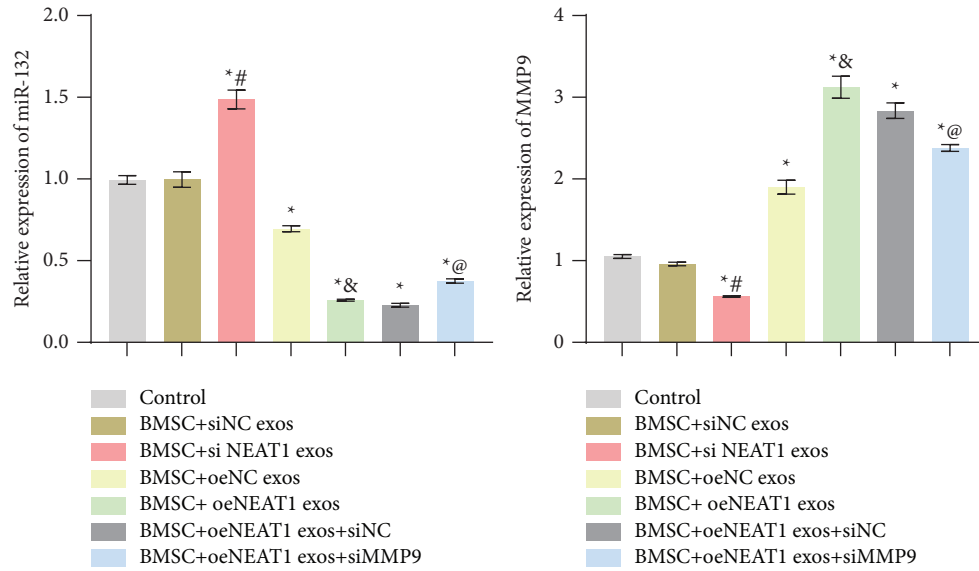 Relative expression of miR-132
2.0
1.5
1.0
0.5
0.0
*#
*
*&
*
*@
Control
BMSC+siNC exos
BMSC+si NEAT1 exos
BMSC+oeNC exos
BMSC+ oeNEAT1 exos
BMSC+oeNEAT1 exos+siNC
BMSC+oeNEAT1 exos+siMMP9
Relative expression of MMP9
4
3
2
1
0
*#
*
*&
*
*@
Control
BMSC+siNC exos
BMSC+si NEAT1 exos
BMSC+oeNC exos
BMSC+ oeNEAT1 exos
BMSC+oeNEAT1 exos+siNC
BMSC+oeNEAT1 exos+siMMP9